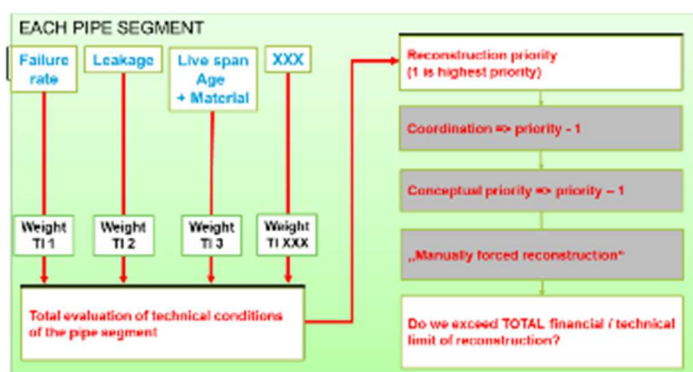 EACH PIPE SEGMENT
Failure
rate
Leakage
Live span
Age
+ Material
XXX
Weight
TI 1
Weight
TI 2
Weight
TI 3
Weight
TI XXX
Total evaluation of technical conditions
of the pipe segment
Reconstruction priority
(1 is highest priority)
Coordination => priority - 1
Conceptual priority => priority – 1
„Manually forced reconstruction“
Do we exceed TOTAL financial / technical
limit of reconstruction?